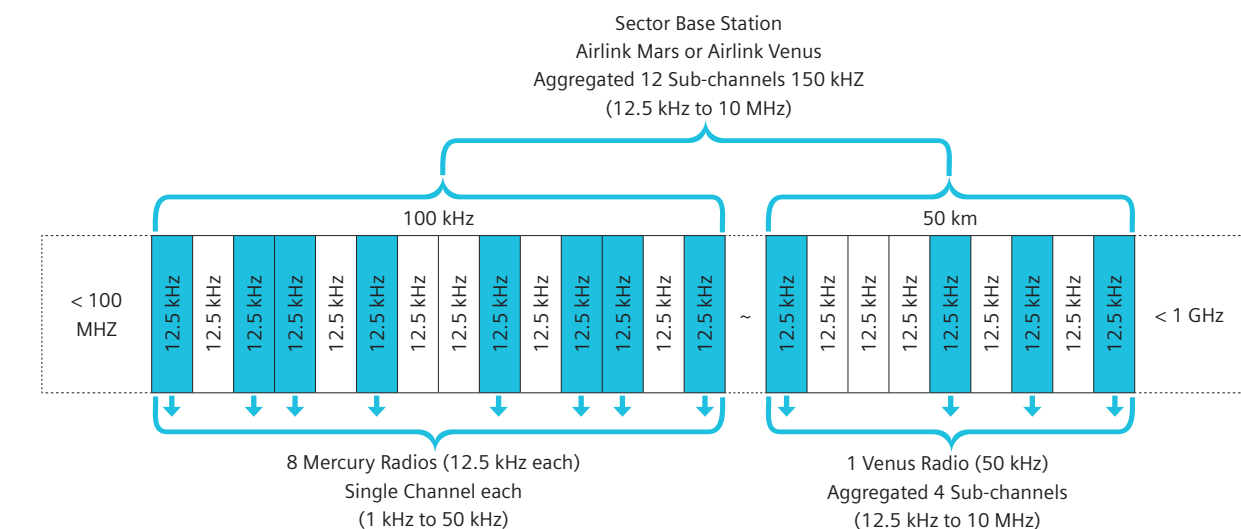 Sector Base Station
Airlink Mars or Airlink Venus
Aggregated 12 Sub-channels 150 kHZ
(12.5 kHz to 10 MHz)
100 kHz
50 km
< 100
MHZ
12.5 kHz
12.5 kHz
12.5 kHz
12.5 kHz
12.5 kHz
12.5 kHz
12.5 kHz
12.5 kHz
12.5 kHz
12.5 kHz
12.5 kHz
12.5 kHz
12.5 kHz
12.5 kHz
~
12.5 kHz
12.5 kHz
12.5 kHz
12.5 kHz
12.5 kHz
12.5 kHz
12.5 kHz
12.5 kHz
12.5 kHz
< 1 GHz
8 Mercury Radios (12.5 kHz each)
Single Channel each
(1 kHz to 50 kHz)
1 Venus Radio (50 kHz)
Aggregated 4 Sub-channels
(12.5 kHz to 10 MHz)